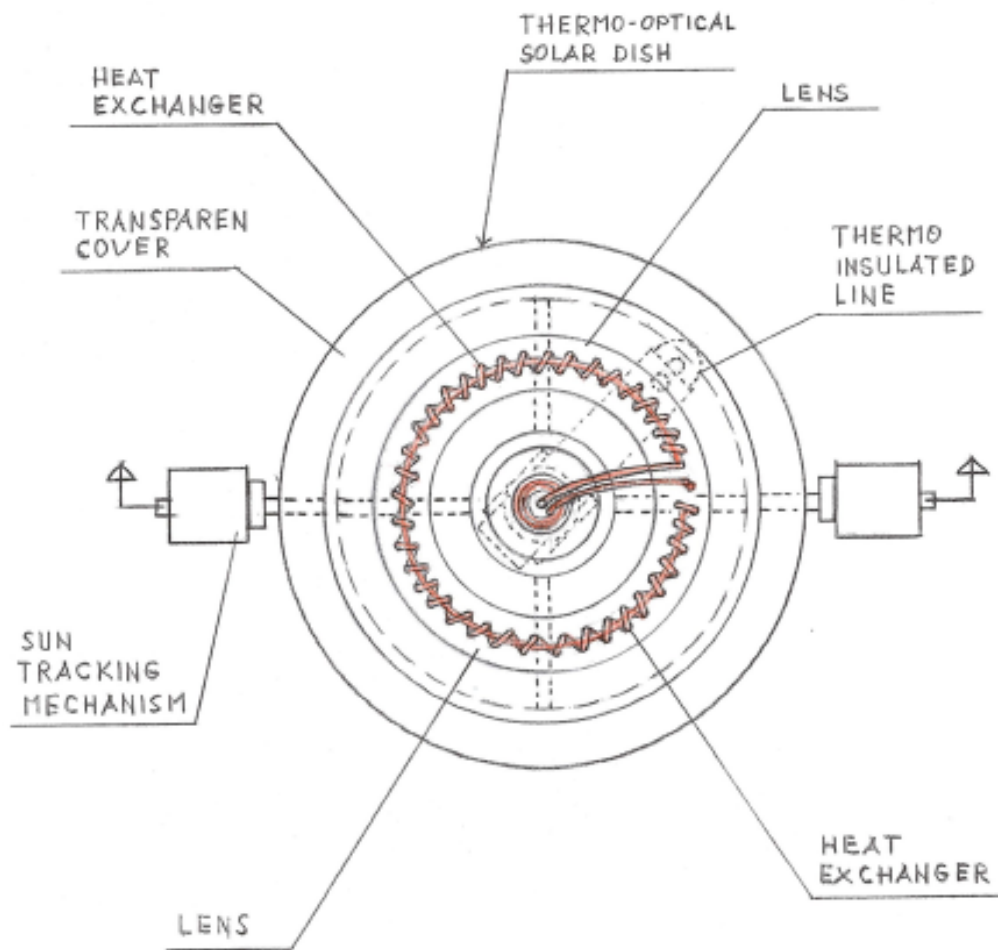 THERMO-OPTICAL
SOLAR DISH
HEAT
EXCHANGER
LENS
TRANSPAREN
COVER
THERMO
INSULATED
LINE
SUN
TRACKING
MECHANISM
HEAT
EXCHANGER
LENS